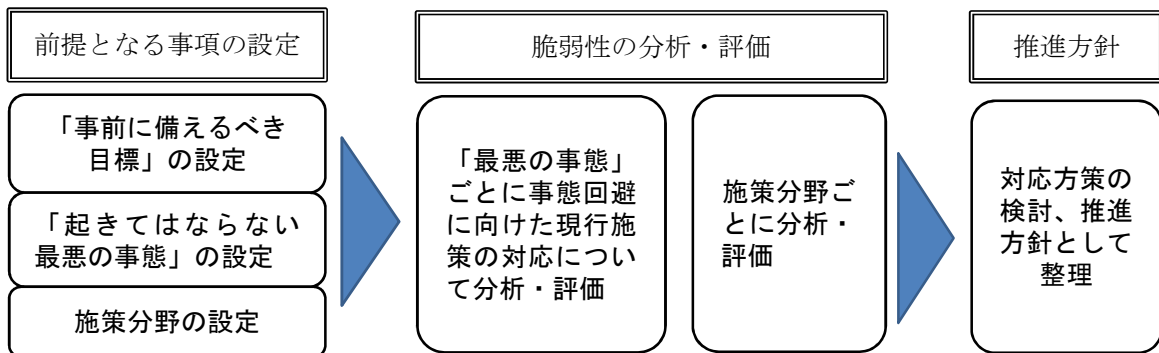 前提となる事項の設定
脆弱性の分析・評価
推進方針
「事前に備えるべき
目標」の設定
「起きてはならない
最悪の事態」の設定
施策分野の設定
「最悪の事態」
ごとに事態回避
に向けた現行施
策の対応につい
て分析・評価
施策分野ご
とに分析・
評価
対応方策の
検討、推進
方針として
整理